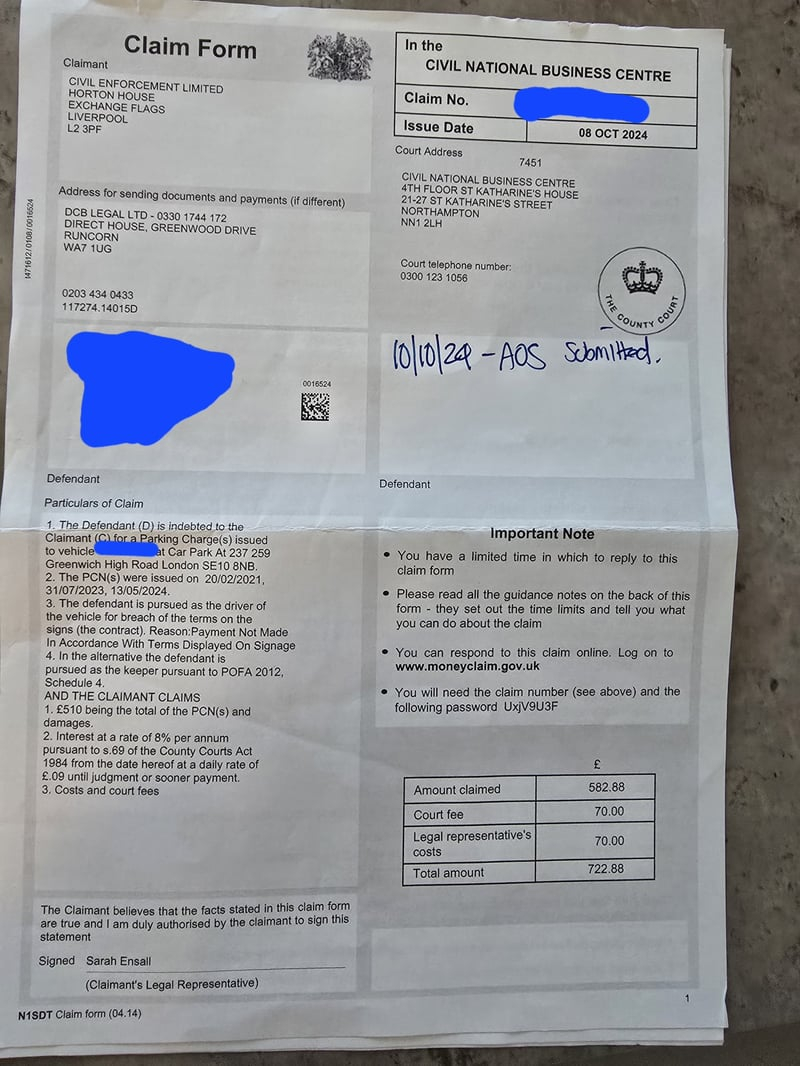 Claim Form
Claimant
CIVIL ENFORCEMENT LIMITED
HORTON HOUSE
EXCHANGE FLAGS
LIVERPOOL
L2 3PF
Address for sending documents and payments (if different)
DCB LEGAL LTD - 0330 1744 172
DIRECT HOUSE, GREENWOOD DRIVE
RUNCORN
WA7 1UG
0203 434 0433
117274.14015D
I471612/0108/0016524
0016524
Defendant
In the
CIVIL NATIONAL BUSINESS CENTRE
Claim No.
Issue Date 08 OCT 2024
Court Address
7451
CIVIL NATIONAL BUSINESS CENTRE
4TH FLOOR ST KATHARINE'S HOUSE
21-27 ST KATHARINE'S STREET
NORTHAMPTON
NN1 2LH
Court telephone number:
0300 123 1056
THE COUNTY COURT
10/10/24 - AOS Submitted.
Defendant
Particulars of Claim
1. The Defendant (D) is indebted to the
Claimant (C) for a Parking Charge(s) issued
to vehicle at Car Park At 237 259
Greenwich High Road London SE10 8NB.
2. The PCN(s) were issued on 20/02/2021,
31/07/2023, 13/05/2024.
3. The defendant is pursued as the driver of
the vehicle for breach of the terms on the
signs (the contract). Reason:Payment Not Made
In Accordance With Terms Displayed On Signage
4. In the alternative the defendant is
pursued as the keeper pursuant to POFA 2012,
Schedule 4.
AND THE CLAIMANT CLAIMS
1. £510 being the total of the PCN(s) and
damages.
2. Interest at a rate of 8% per annum
pursuant to s.69 of the County Courts Act
1984 from the date hereof at a daily rate of
£.09 until judgment or sooner payment.
3. Costs and court fees
Important Note
• You have a limited time in which to reply to this
claim form
• Please read all the guidance notes on the back of this
form - they set out the time limits and tell you what
you can do about the claim
• You can respond to this claim online. Log on to
www.moneyclaim.gov.uk
• You will need the claim number (see above) and the
following password UxjV9U3F
£
Amount claimed 582.88
Court fee 70.00
Legal representative's
costs 70.00
Total amount 722.88
The Claimant believes that the facts stated in this claim form
are true and I am duly authorised by the claimant to sign this
statement
Signed Sarah Ensall
(Claimant's Legal Representative)
1
N1SDT Claim form (04.14)